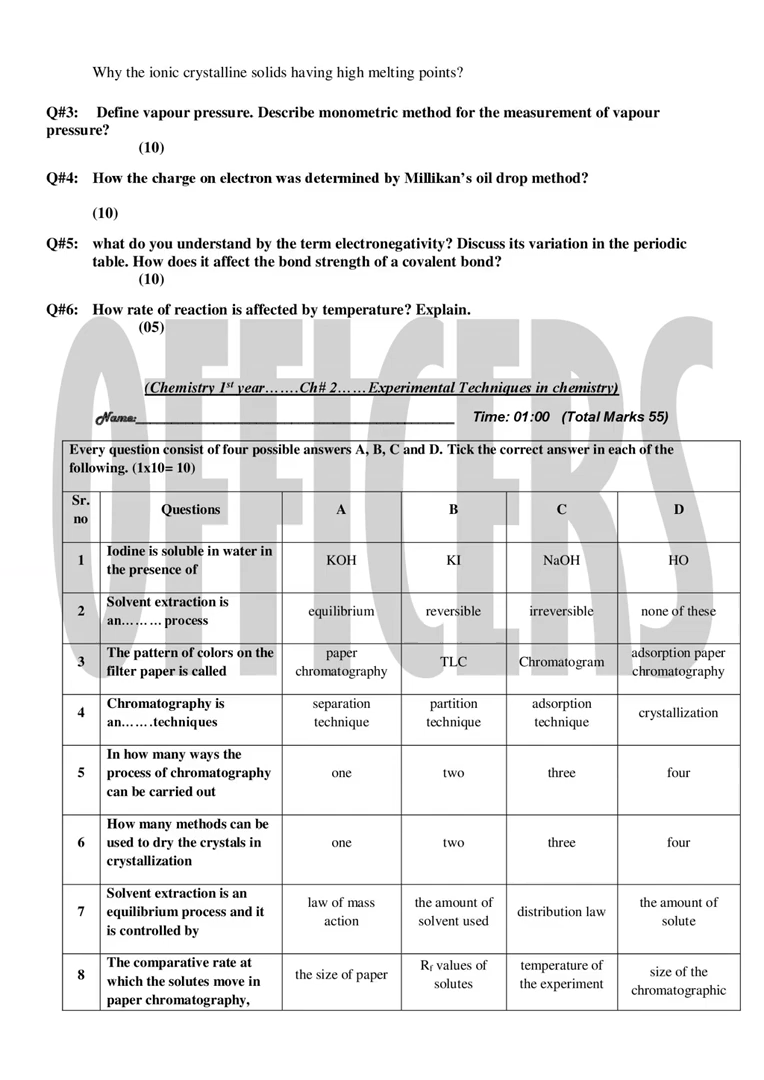 Why the ionic crystalline solids having high melting points?
Q#3: Define vapour pressure. Describe monometric method for the measurement of vapour
pressure?
(10)
Q#4: How the charge on electron was determined by Millikan's oil drop method?
(10)
Q#5: what do you understand by the term electronegativity? Discuss its variation in the periodic
table. How does it affect the bond strength of a covalent bond?
(10)
Q#6: How rate of reaction is affected by temperature? Explain.
(05)
OFFICERS
(Chemistry 1st year…….Ch# 2……Experimental Techniques in chemistry)
Name:__________________________________________ Time: 01:00 (Total Marks 55)
Every question consist of four possible answers A, B, C and D. Tick the correct answer in each of the
following. (1x10= 10)
Sr. no Questions A B C D
1 Iodine is soluble in water in the presence of KOH KI NaOH HO
2 Solvent extraction is an……… process equilibrium reversible irreversible none of these
3 The pattern of colors on the filter paper is called paper chromatography TLC Chromatogram adsorption paper chromatography
4 Chromatography is an…….techniques separation technique partition technique adsorption technique crystallization
5 In how many ways the process of chromatography can be carried out one two three four
6 How many methods can be used to dry the crystals in crystallization one two three four
7 Solvent extraction is an equilibrium process and it is controlled by law of mass action the amount of solvent used distribution law the amount of solute
8 The comparative rate at which the solutes move in paper chromatography, the size of paper Rf values of solutes temperature of the experiment size of the chromatographic